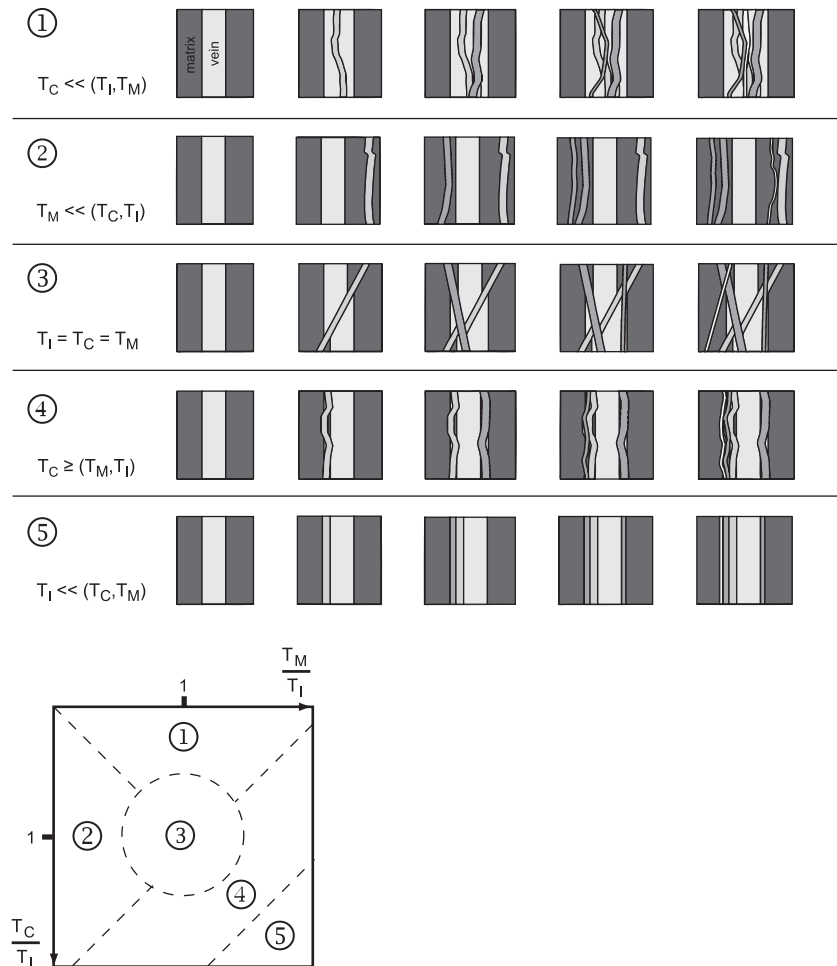 ①
matrix
vein
T_C << (T_I,T_M)
②
T_M << (T_C,T_I)
③
T_I = T_C = T_M
④
T_C ≥ (T_M,T_I)
⑤
T_I << (T_C,T_M)
T_M
T_I
1
①
1
②
③
④
⑤
T_C
T_I